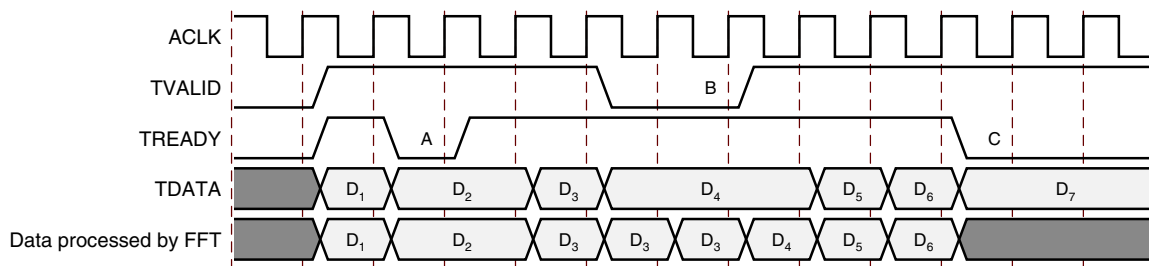 ACLK
TVALID B
TREADY A C
TDATA D1 D2 D3 D4 D5 D6 D7
Data processed by FFT D1 D2 D3 D3 D3 D4 D5 D6